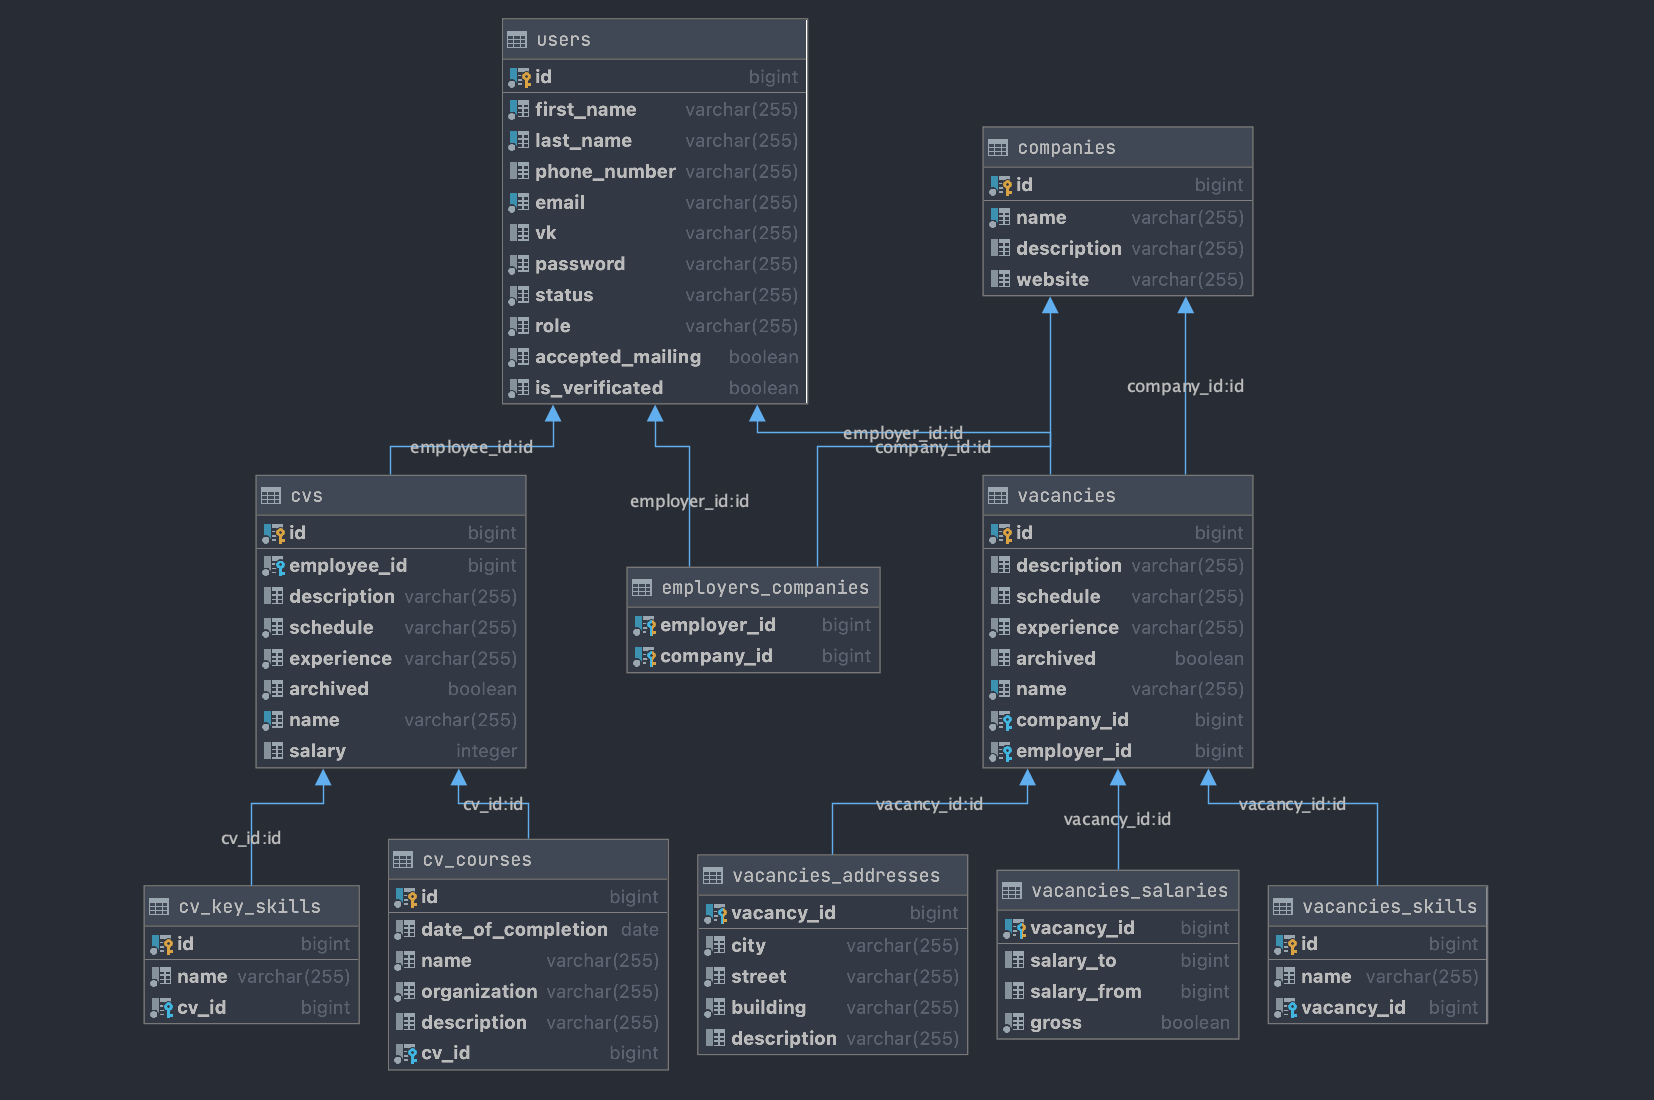 users
id bigint
first_name varchar(255)
last_name varchar(255)
phone_number varchar(255)
email varchar(255)
vk varchar(255)
password varchar(255)
status varchar(255)
role varchar(255)
accepted_mailing boolean
is_verificated boolean
companies
id bigint
name varchar(255)
description varchar(255)
website varchar(255)
company_id:id
employer_id:id
company_id:id
employee_id:id
employer_id:id
cvs
id bigint
employee_id bigint
description varchar(255)
schedule varchar(255)
experience varchar(255)
archived boolean
name varchar(255)
salary integer
employers_companies
employer_id bigint
company_id bigint
vacancies
id bigint
description varchar(255)
schedule varchar(255)
experience varchar(255)
archived boolean
name varchar(255)
company_id bigint
employer_id bigint
cv_id:id
cv_id:id
vacancy_id:id
vacancy_id:id
vacancy_id:id
cv_key_skills
id bigint
name varchar(255)
cv_id bigint
cv_courses
id bigint
date_of_completion date
name varchar(255)
organization varchar(255)
description varchar(255)
cv_id bigint
vacancies_addresses
vacancy_id bigint
city varchar(255)
street varchar(255)
building varchar(255)
description varchar(255)
vacancies_salaries
vacancy_id bigint
salary_to bigint
salary_from bigint
gross boolean
vacancies_skills
id bigint
name varchar(255)
vacancy_id bigint